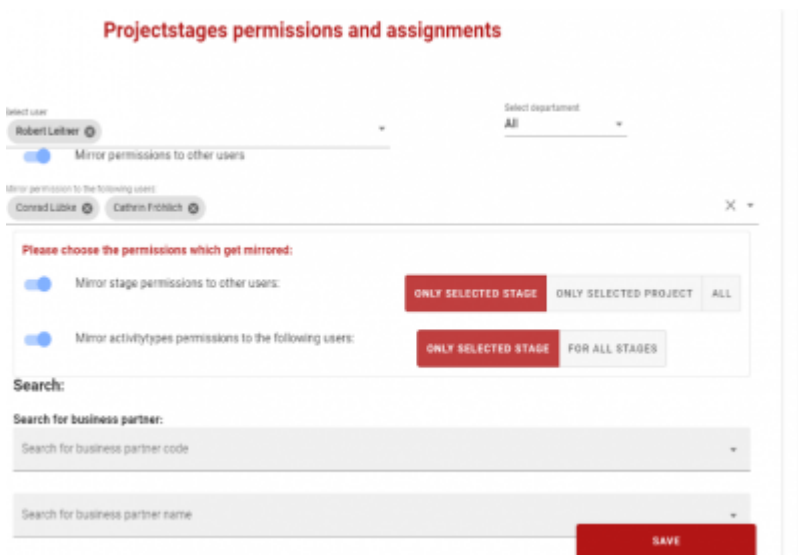 Projectstages permissions and assignments
Select user
Select departament
Robert Leitner
All
Mirror permissions to other users
Mirror permission to the following users:
Conrad Lübke Cathrin Fröhlich
Please choose the permissions which get mirrored:
Mirror stage permissions to other users:
ONLY SELECTED STAGE ONLY SELECTED PROJECT ALL
Mirror activitytypes permissions to the following users:
ONLY SELECTED STAGE FOR ALL STAGES
Search:
Search for business partner:
Search for business partner code
Search for business partner name
SAVE